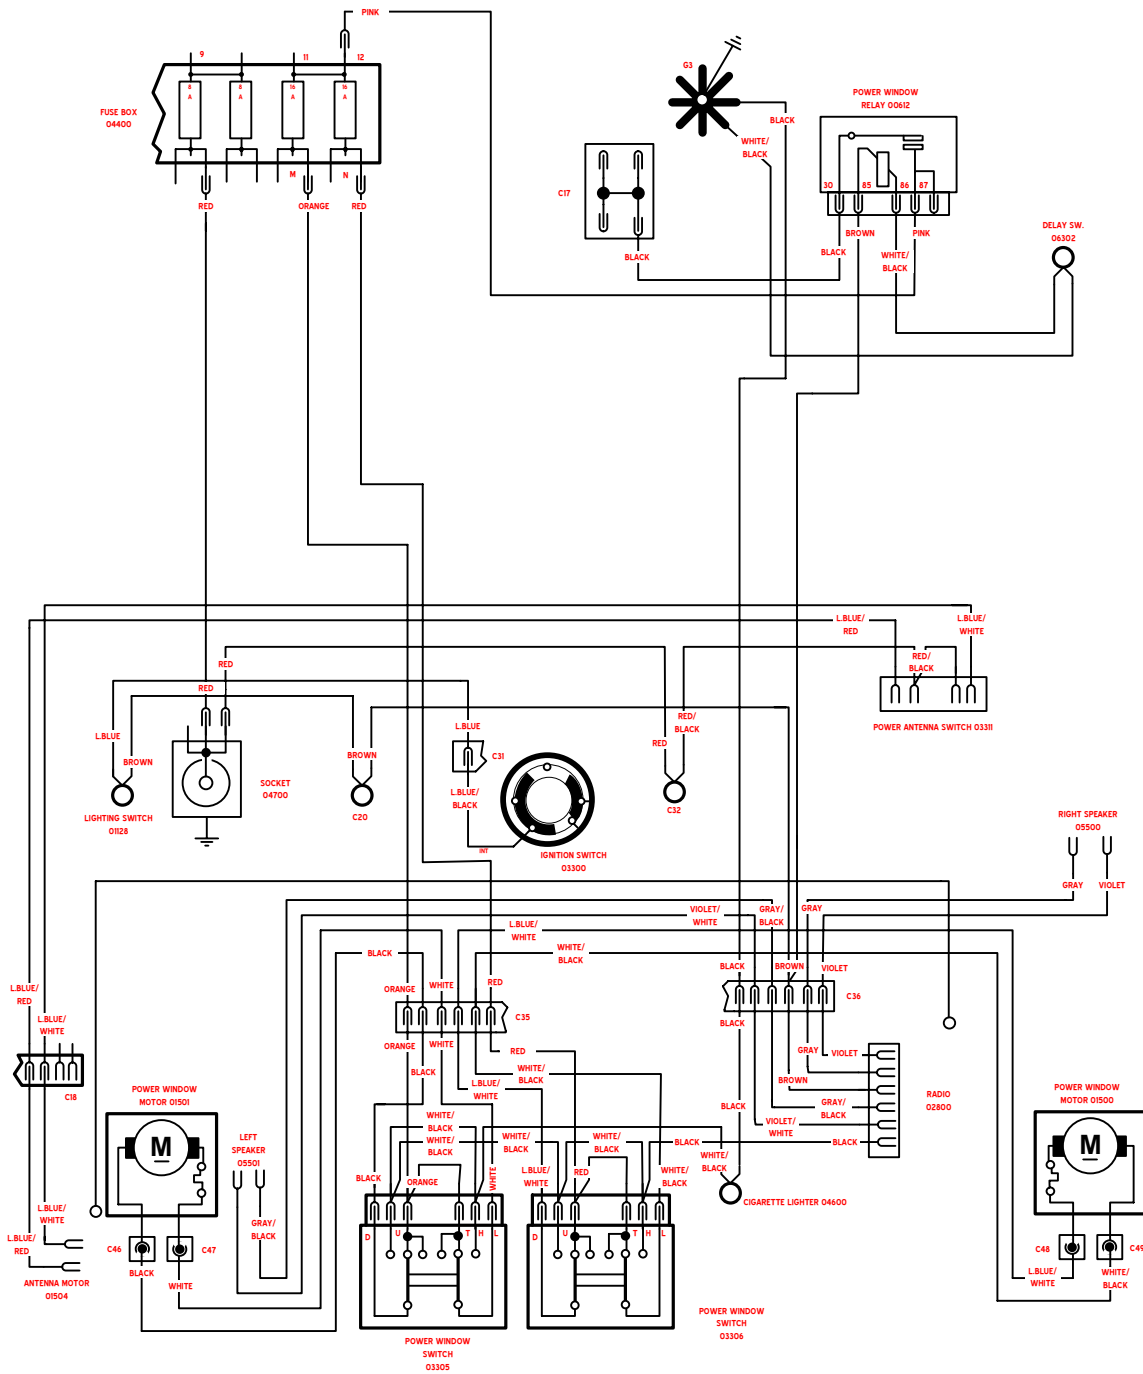 PINK
9
11
12
8
A
8
A
16
A
16
A
FUSE BOX
04400
M
N
RED
ORANGE
RED
G3
BLACK
WHITE/
BLACK
C17
BLACK
POWER WINDOW
RELAY 00612
30
85
86
87
BROWN
PINK
BLACK
WHITE/
BLACK
DELAY SW.
06302
L.BLUE/
RED
L.BLUE/
WHITE
RED/
BLACK
POWER ANTENNA SWITCH 03311
RED
RED
L.BLUE
BROWN
LIGHTING SWITCH
01128
SOCKET
04700
BROWN
C20
L.BLUE
C31
L.BLUE/
BLACK
INT
IGNITION SWITCH
03300
RED/
BLACK
RED
C32
RIGHT SPEAKER
05500
GRAY
VIOLET
VIOLET/
WHITE
GRAY/
BLACK
GRAY
L.BLUE/
WHITE
WHITE/
BLACK
BLACK
BLACK
BROWN
VIOLET
ORANGE
WHITE
RED
C35
C36
L.BLUE/
RED
L.BLUE/
WHITE
C18
BLACK
ORANGE
WHITE
RED
BLACK
WHITE/
BLACK
L.BLUE/
WHITE
GRAY
VIOLET
BROWN
GRAY/
BLACK
VIOLET/
WHITE
BLACK
RADIO
02800
BLACK
POWER WINDOW
MOTOR 01501
M
LEFT
SPEAKER
05501
WHITE/
BLACK
WHITE/
BLACK
WHITE/
BLACK
WHITE/
BLACK
BLACK
WHITE/
BLACK
BLACK
ORANGE
WHITE
L.BLUE/
WHITE
RED
WHITE/
BLACK
CIGARETTE LIGHTER 04600
POWER WINDOW
MOTOR 01500
M
L.BLUE/
WHITE
L.BLUE/
RED
ANTENNA MOTOR
01504
C46
C47
BLACK
WHITE
GRAY/
BLACK
D
U
T
H
L
D
U
T
H
L
POWER WINDOW
SWITCH
03305
POWER WINDOW
SWITCH
03306
C48
C49
L.BLUE/
WHITE
WHITE/
BLACK